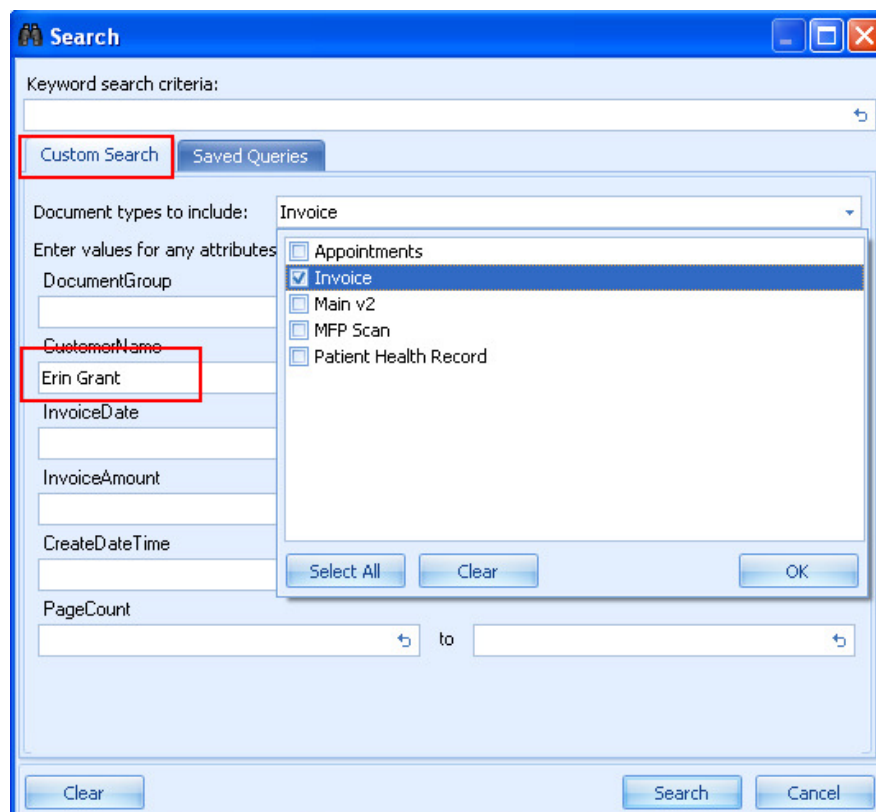 Search
Keyword search criteria:
Custom Search Saved Queries
Document types to include: Invoice
Enter values for any attributes
Appointments
Invoice
Main v2
MFP Scan
Patient Health Record
DocumentGroup
CustomerName
Erin Grant
InvoiceDate
InvoiceAmount
CreateDateTime
Select All Clear OK
PageCount
to
Clear Search Cancel